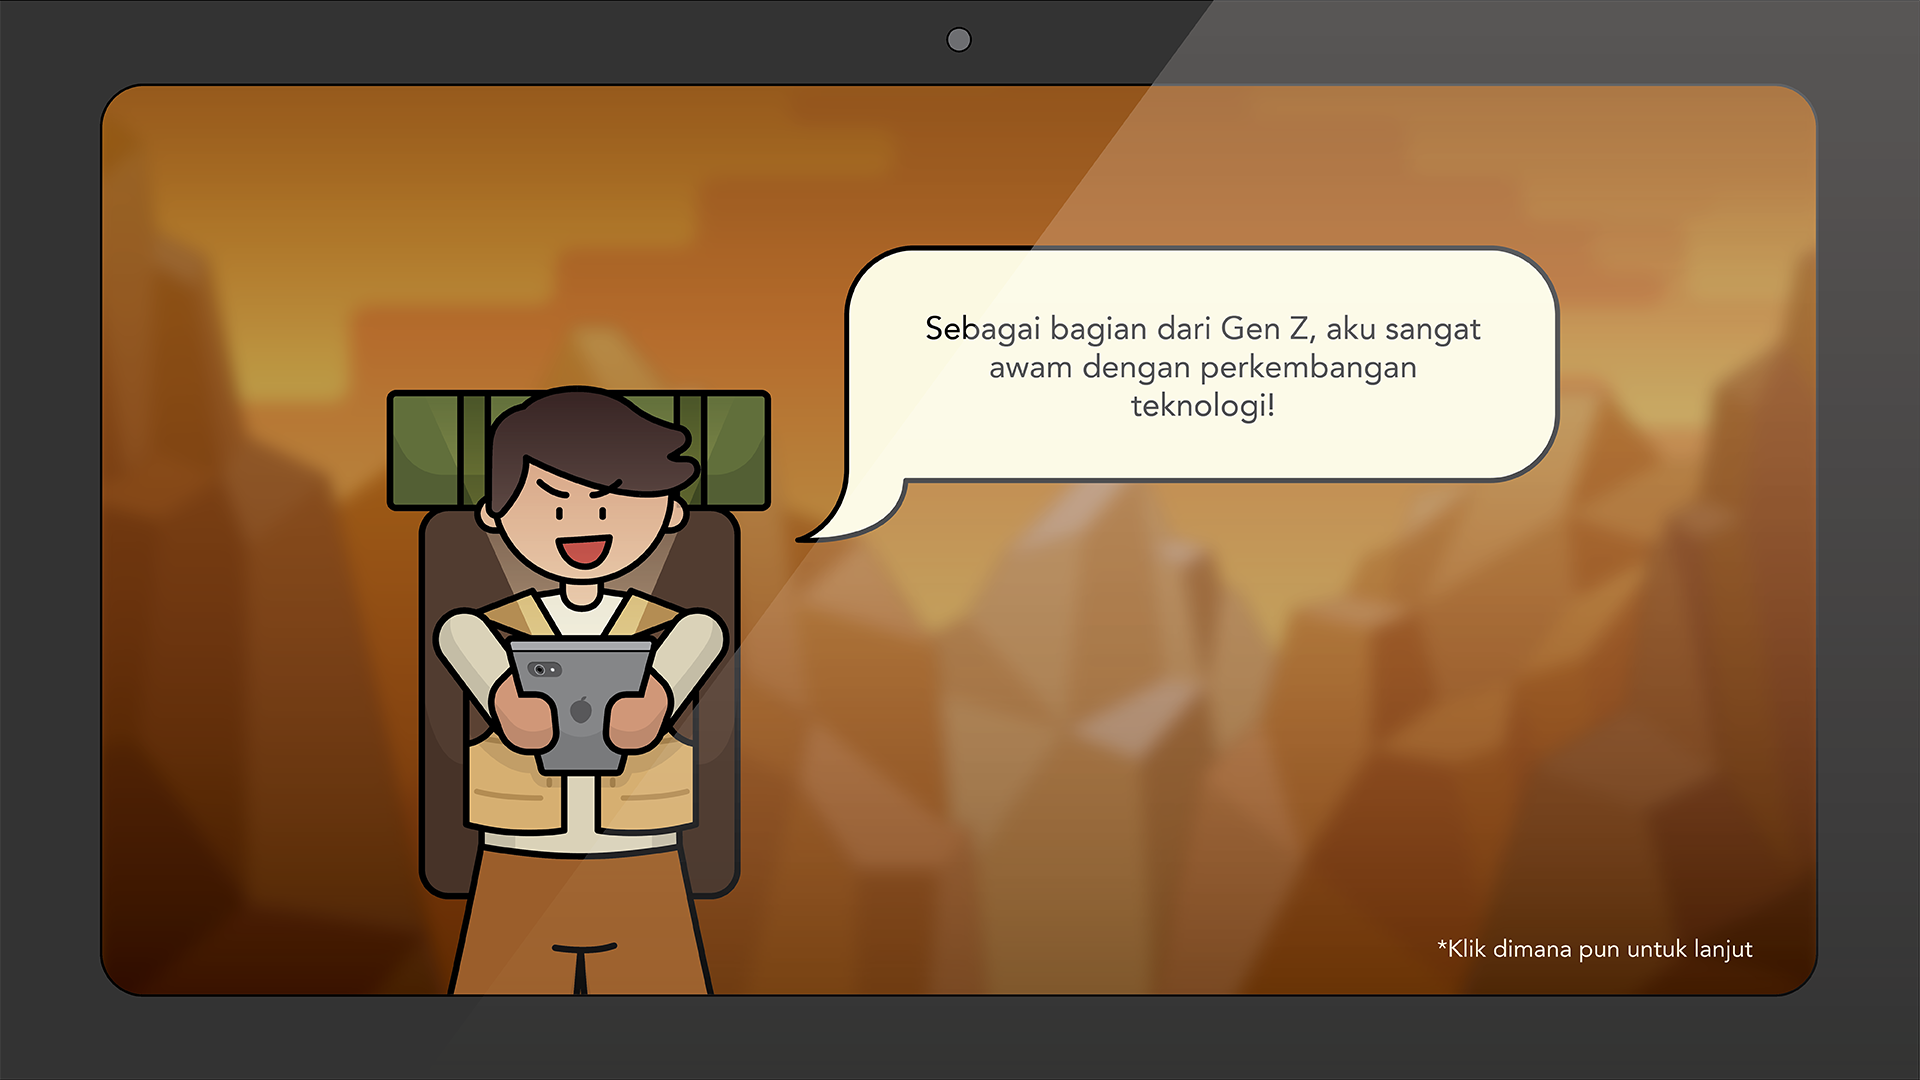 Sebagai bagian dari Gen Z, aku sangat
awam dengan perkembangan
teknologi!
*Klik dimana pun untuk lanjut